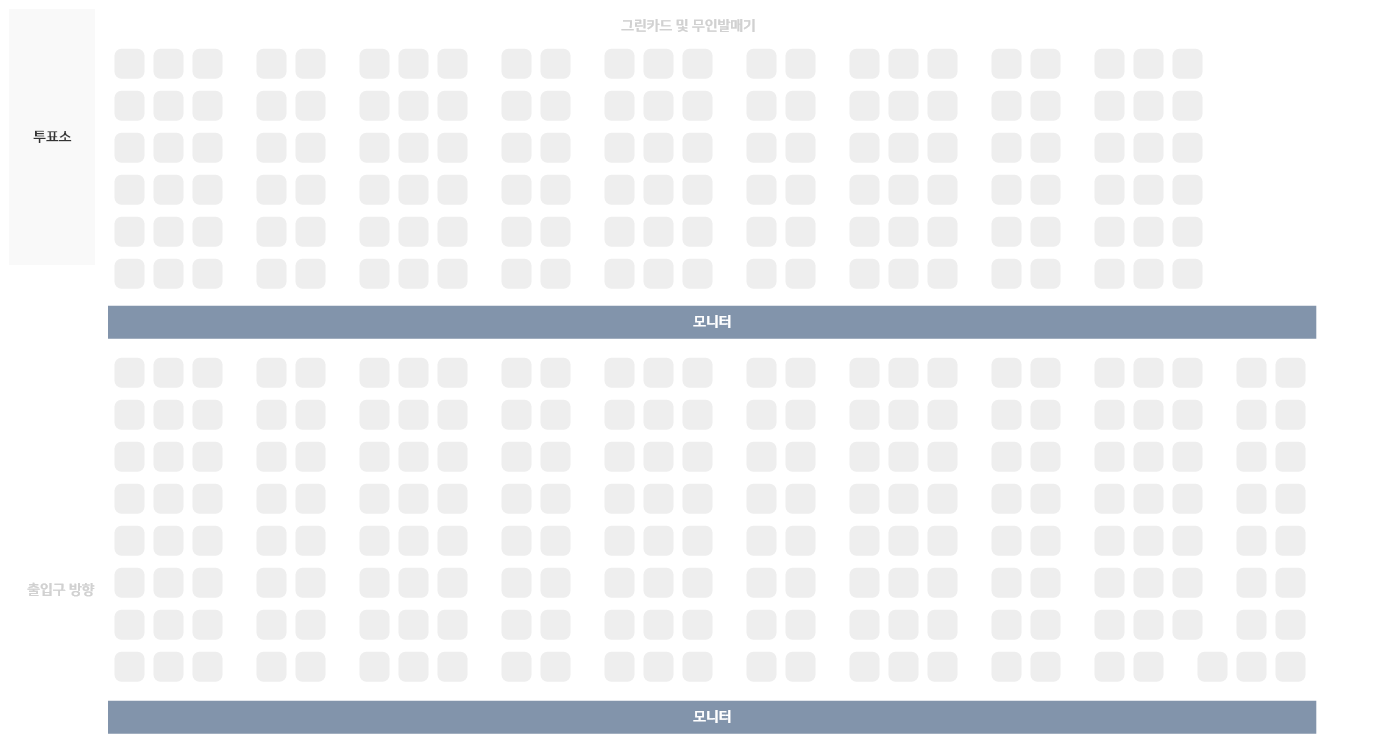 그린카드 및 무인발매기
투표소
모니터
출입구 방향
모니터